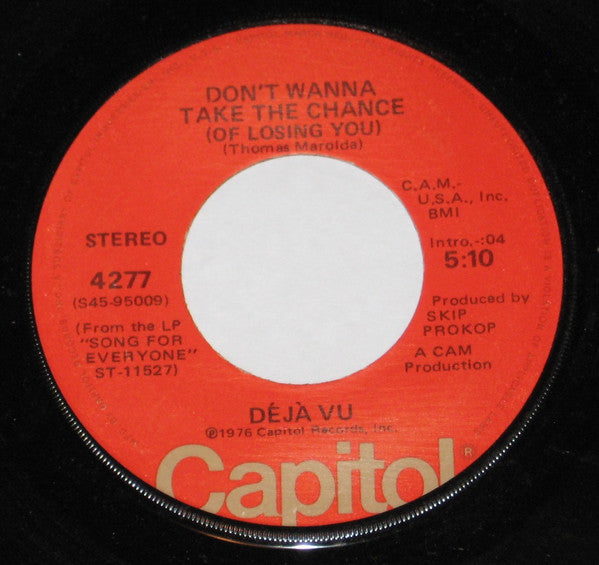 DON'T WANNA
TAKE THE CHANCE
(OF LOSING YOU)
(Thomas Marolda)
C.A.M.-
U.S.A., Inc.
BMI
STEREO
4277
(S45-95009)
Intro.-:04
5:10
(From the LP
"SONG FOR
EVERYONE"
ST-11527)
Produced by
SKIP
PROKOP
A CAM
Production
DÉJÀ VU
℗1976 Capitol Records, Inc.
Capitol®